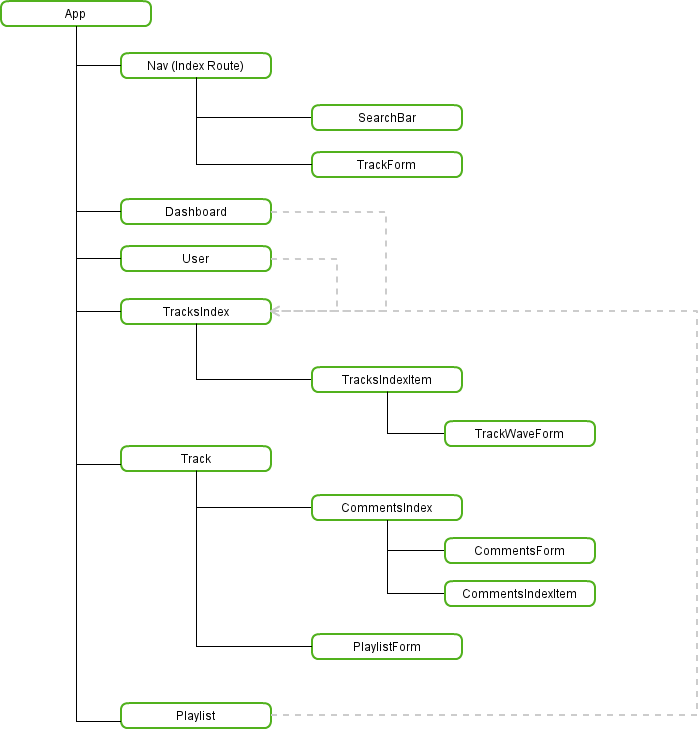 App
Nav (Index Route)
SearchBar
TrackForm
Dashboard
User
TracksIndex
TracksIndexItem
TrackWaveForm
Track
CommentsIndex
CommentsForm
CommentsIndexItem
PlaylistForm
Playlist